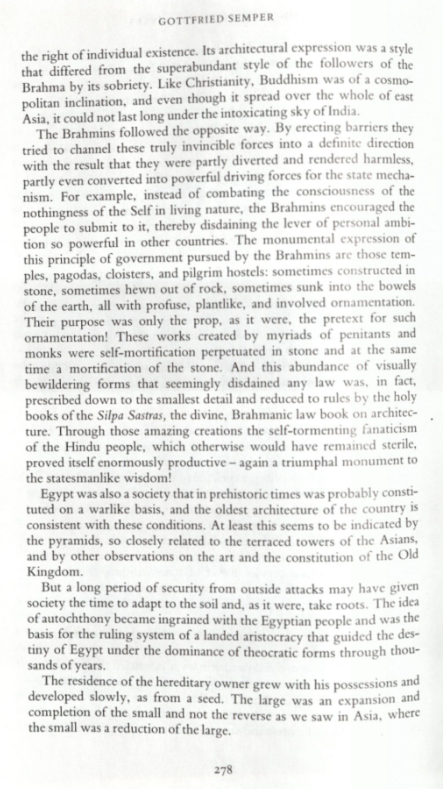 GOTTFRIED SEMPER
the right of individual existence. Its architectural expression was a style
that differed from the superabundant style of the followers of the
Brahma by its sobriety. Like Christianity, Buddhism was of a cosmo-
politan inclination, and even though it spread over the whole of east
Asia, it could not last long under the intoxicating sky of India.
The Brahmins followed the opposite way. By erecting barriers they
tried to channel these truly invincible forces into a definite direction
with the result that they were partly diverted and rendered harmless,
partly even converted into powerful driving forces for the state mecha-
nism. For example, instead of combating the consciousness of the
nothingness of the Self in living nature, the Brahmins encouraged the
people to submit to it, thereby disdaining the lever of personal ambi-
tion so powerful in other countries. The monumental expression of
this principle of government pursued by the Brahmins are those tem-
ples, pagodas, cloisters, and pilgrim hostels: sometimes constructed in
stone, sometimes hewn out of rock, sometimes sunk into the bowels
of the earth, all with profuse, plantlike, and involved ornamentation.
Their purpose was only the prop, as it were, the pretext for such
ornamentation! These works created by myriads of penitants and
monks were self-mortification perpetuated in stone and at the same
time a mortification of the stone. And this abundance of visually
bewildering forms that seemingly disdained any law was, in fact,
prescribed down to the smallest detail and reduced to rules by the holy
books of the Silpa Sastras, the divine, Brahmanic law book on architec-
ture. Through those amazing creations the self-tormenting fanaticism
of the Hindu people, which otherwise would have remained sterile,
proved itself enormously productive – again a triumphal monument to
the statesmanlike wisdom!
Egypt was also a society that in prehistoric times was probably consti-
tuted on a warlike basis, and the oldest architecture of the country is
consistent with these conditions. At least this seems to be indicated by
the pyramids, so closely related to the terraced towers of the Asians,
and by other observations on the art and the constitution of the Old
Kingdom.
But a long period of security from outside attacks may have given
society the time to adapt to the soil and, as it were, take roots. The idea
of autochthony became ingrained with the Egyptian people and was the
basis for the ruling system of a landed aristocracy that guided the des-
tiny of Egypt under the dominance of theocratic forms through thou-
sands of years.
The residence of the hereditary owner grew with his possessions and
developed slowly, as from a seed. The large was an expansion and
completion of the small and not the reverse as we saw in Asia, where
the small was a reduction of the large.
278